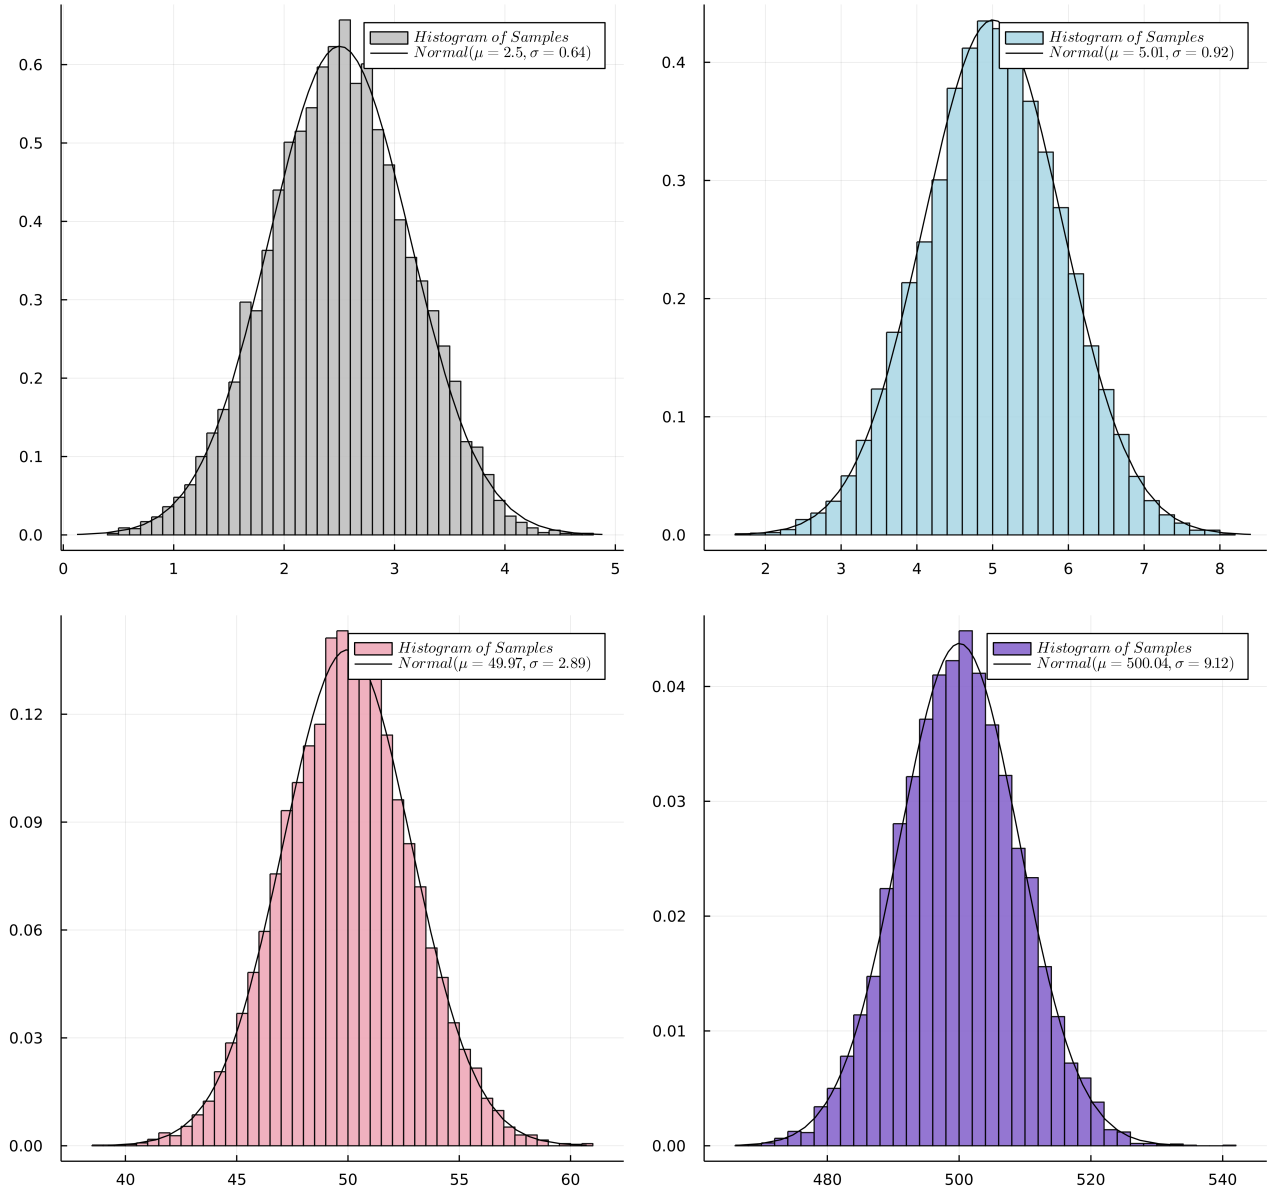 Histogram of Samples
Normal(μ = 2.5, σ = 0.64)
0.6
0.5
0.4
0.3
0.2
0.1
0.0
0 1 2 3 4 5
Histogram of Samples
Normal(μ = 5.01, σ = 0.92)
0.4
0.3
0.2
0.1
0.0
2 3 4 5 6 7 8
Histogram of Samples
Normal(μ = 49.97, σ = 2.89)
0.12
0.09
0.06
0.03
0.00
40 45 50 55 60
Histogram of Samples
Normal(μ = 500.04, σ = 9.12)
0.04
0.03
0.02
0.01
0.00
480 500 520 540